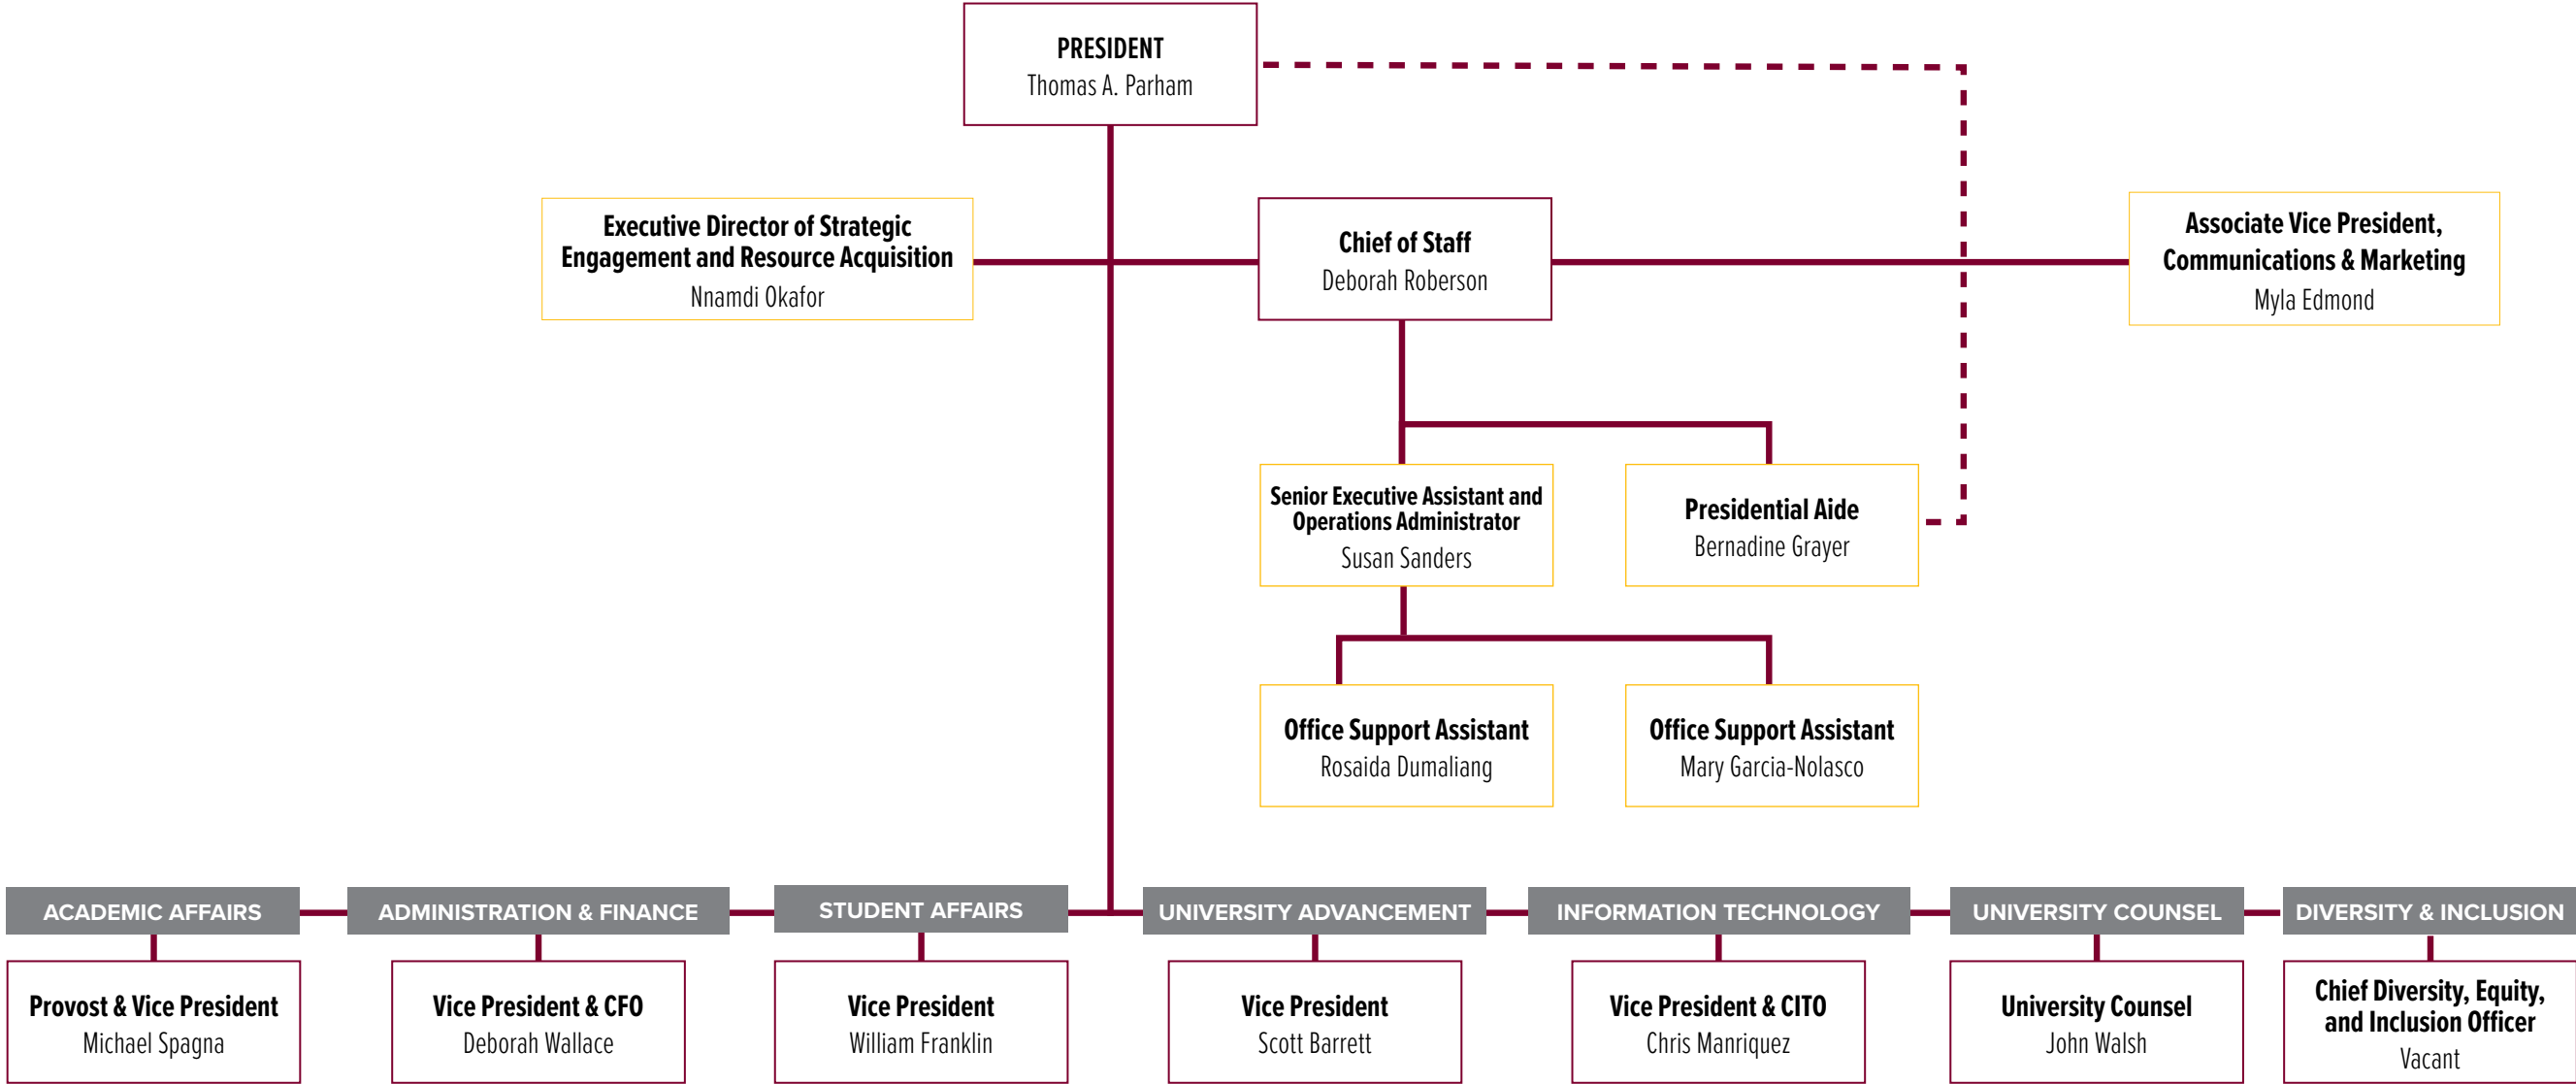 PRESIDENT
Thomas A. Parham
Executive Director of Strategic
Engagement and Resource Acquisition
Nnamdi Okafor
Chief of Staff
Deborah Roberson
Associate Vice President,
Communications & Marketing
Myla Edmond
Senior Executive Assistant and
Operations Administrator
Susan Sanders
Presidential Aide
Bernadine Grayer
Office Support Assistant
Rosaida Dumaliang
Office Support Assistant
Mary Garcia-Nolasco
ACADEMIC AFFAIRS
Provost & Vice President
Michael Spagna
ADMINISTRATION & FINANCE
Vice President & CFO
Deborah Wallace
STUDENT AFFAIRS
Vice President
William Franklin
UNIVERSITY ADVANCEMENT
Vice President
Scott Barrett
INFORMATION TECHNOLOGY
Vice President & CITO
Chris Manriquez
UNIVERSITY COUNSEL
University Counsel
John Walsh
DIVERSITY & INCLUSION
Chief Diversity, Equity,
and Inclusion Officer
Vacant